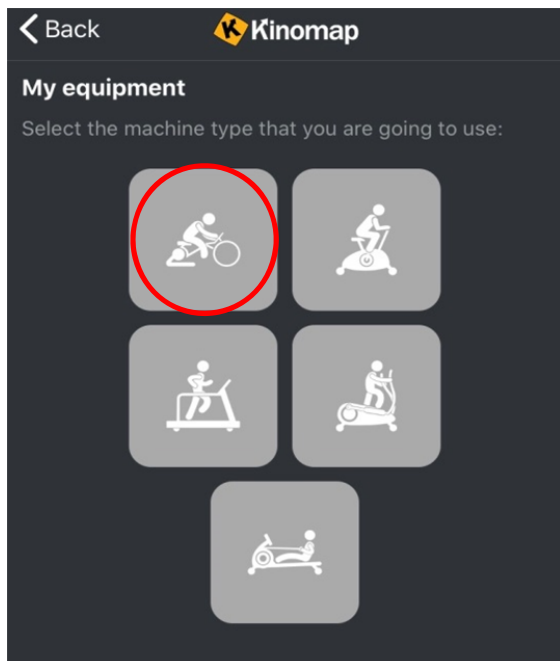 Back
Kinomap
My equipment
Select the machine type that you are going to use: